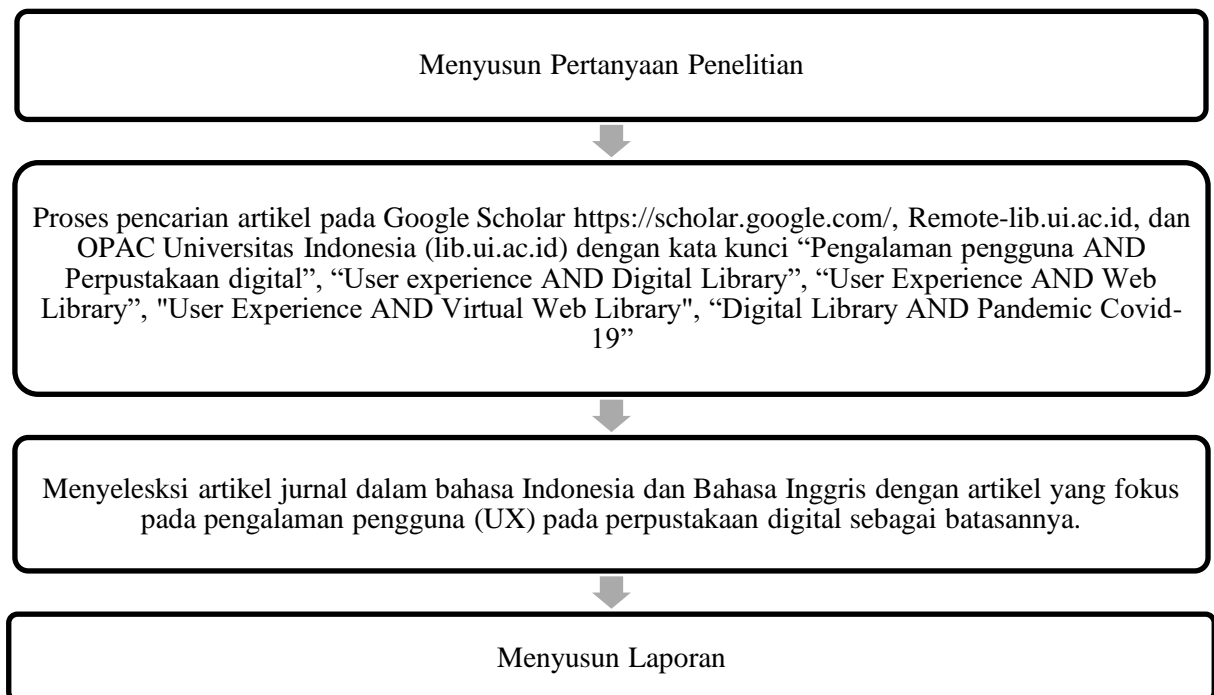 Menyusun Pertanyaan Penelitian
Proses pencarian artikel pada Google Scholar https://scholar.google.com/, Remote-lib.ui.ac.id, dan
OPAC Universitas Indonesia (lib.ui.ac.id) dengan kata kunci “Pengalaman pengguna AND
Perpustakaan digital”, “User experience AND Digital Library”, “User Experience AND Web
Library”, "User Experience AND Virtual Web Library", “Digital Library AND Pandemic Covid-
19”
Menyelesksi artikel jurnal dalam bahasa Indonesia dan Bahasa Inggris dengan artikel yang fokus
pada pengalaman pengguna (UX) pada perpustakaan digital sebagai batasannya.
Menyusun Laporan